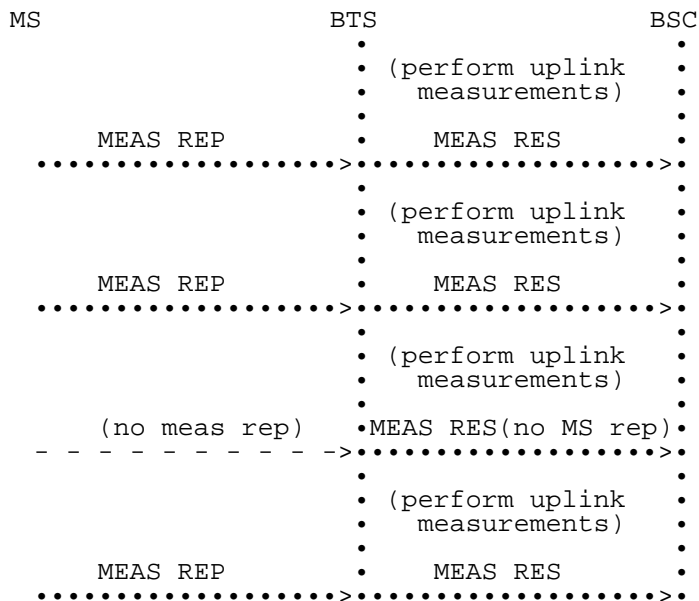 MS BTS BSC
(perform uplink
measurements)
MEAS REP MEAS RES
(perform uplink
measurements)
MEAS REP MEAS RES
(perform uplink
measurements)
(no meas rep) MEAS RES(no MS rep)
(perform uplink
measurements)
MEAS REP MEAS RES